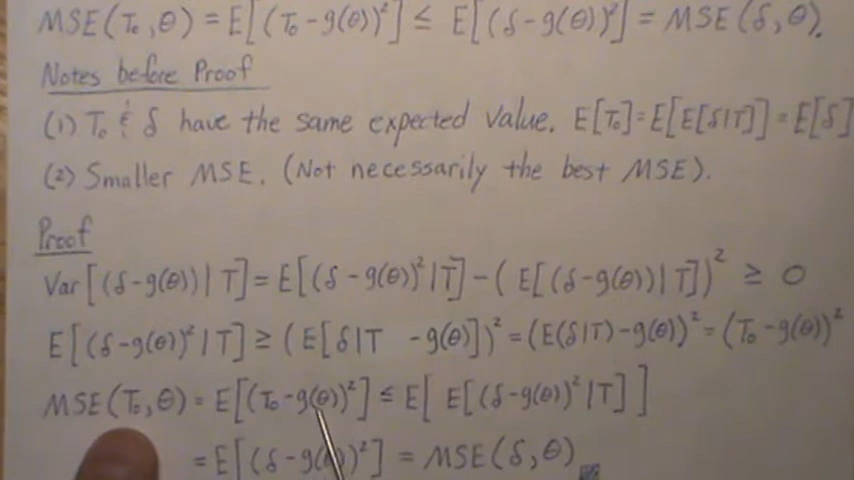 MSE(T₀, θ) = E[(T₀ - g(θ))²] ≤ E[(δ - g(θ))²] = MSE(δ, θ).
Notes before Proof
(1) T₀ & δ have the same expected value. E[T₀] = E[E[δ|T]] = E[δ]
(2) Smaller MSE. (Not necessarily the best MSE).
Proof
Var[(δ-g(θ))|T] = E[(δ-g(θ))²|T] - (E[(δ-g(θ))|T])² ≥ 0
E[(δ-g(θ))²|T] ≥ (E[δ|T - g(θ)])² = (E(δ|T) - g(θ))² = (T₀ - g(θ))²
MSE(T₀, θ) = E[(T₀ - g(θ))²] ≤ E[ E[(δ-g(θ))²|T] ]
= E[(δ - g(θ))²] = MSE(δ, θ)